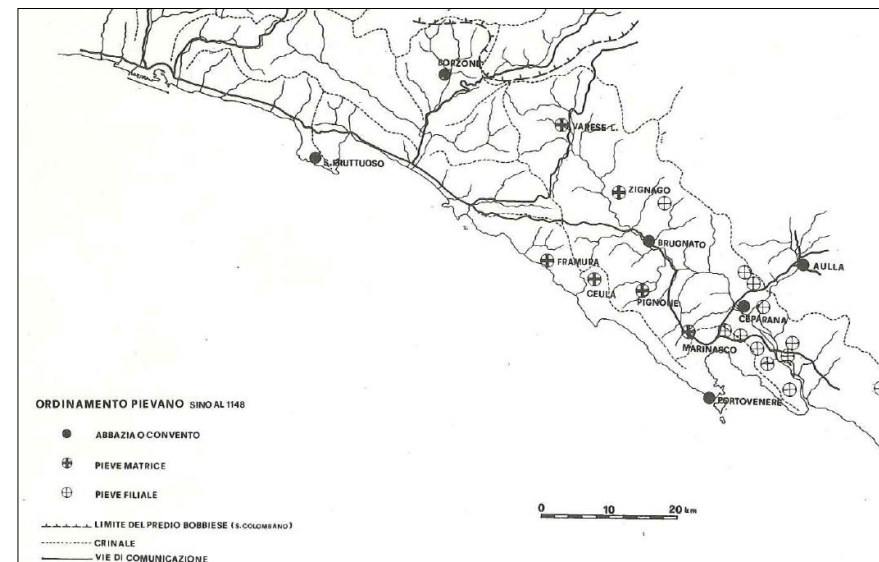 BORZONE
VARESE L.
S. FRUTTUOSO
ZIGNAGO
BRUGNATO
FRAMURA
AULLA
CEULA
PIGNONE
CEPARANA
MARINASCO
PORTOVENERE
ORDINAMENTO PIEVANO SINO AL 1148
ABBAZIA O CONVENTO
PIEVE MATRICE
PIEVE FILIALE
LIMITE DEL PREDIO BOBBIESE (S. COLOMBANO)
CRINALE
VIE DI COMUNICAZIONE
0 10 20 km